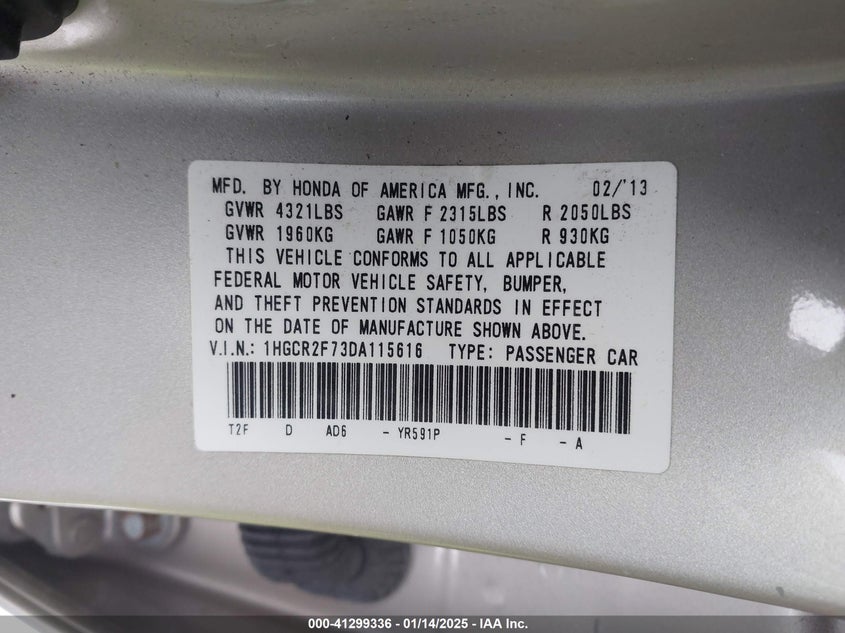 MFD. BY HONDA OF AMERICA MFG., INC. 02/'13
GVWR 4321LBS GAWR F 2315LBS R 2050LBS
GVWR 1960KG GAWR F 1050KG R 930KG
THIS VEHICLE CONFORMS TO ALL APPLICABLE
FEDERAL MOTOR VEHICLE SAFETY, BUMPER,
AND THEFT PREVENTION STANDARDS IN EFFECT
ON THE DATE OF MANUFACTURE SHOWN ABOVE.
V.I.N.: 1HGCR2F73DA115616 TYPE: PASSENGER CAR
T2F D AD6 - YR591P - F - A
000-41299336 - 01/14/2025 - IAA Inc.